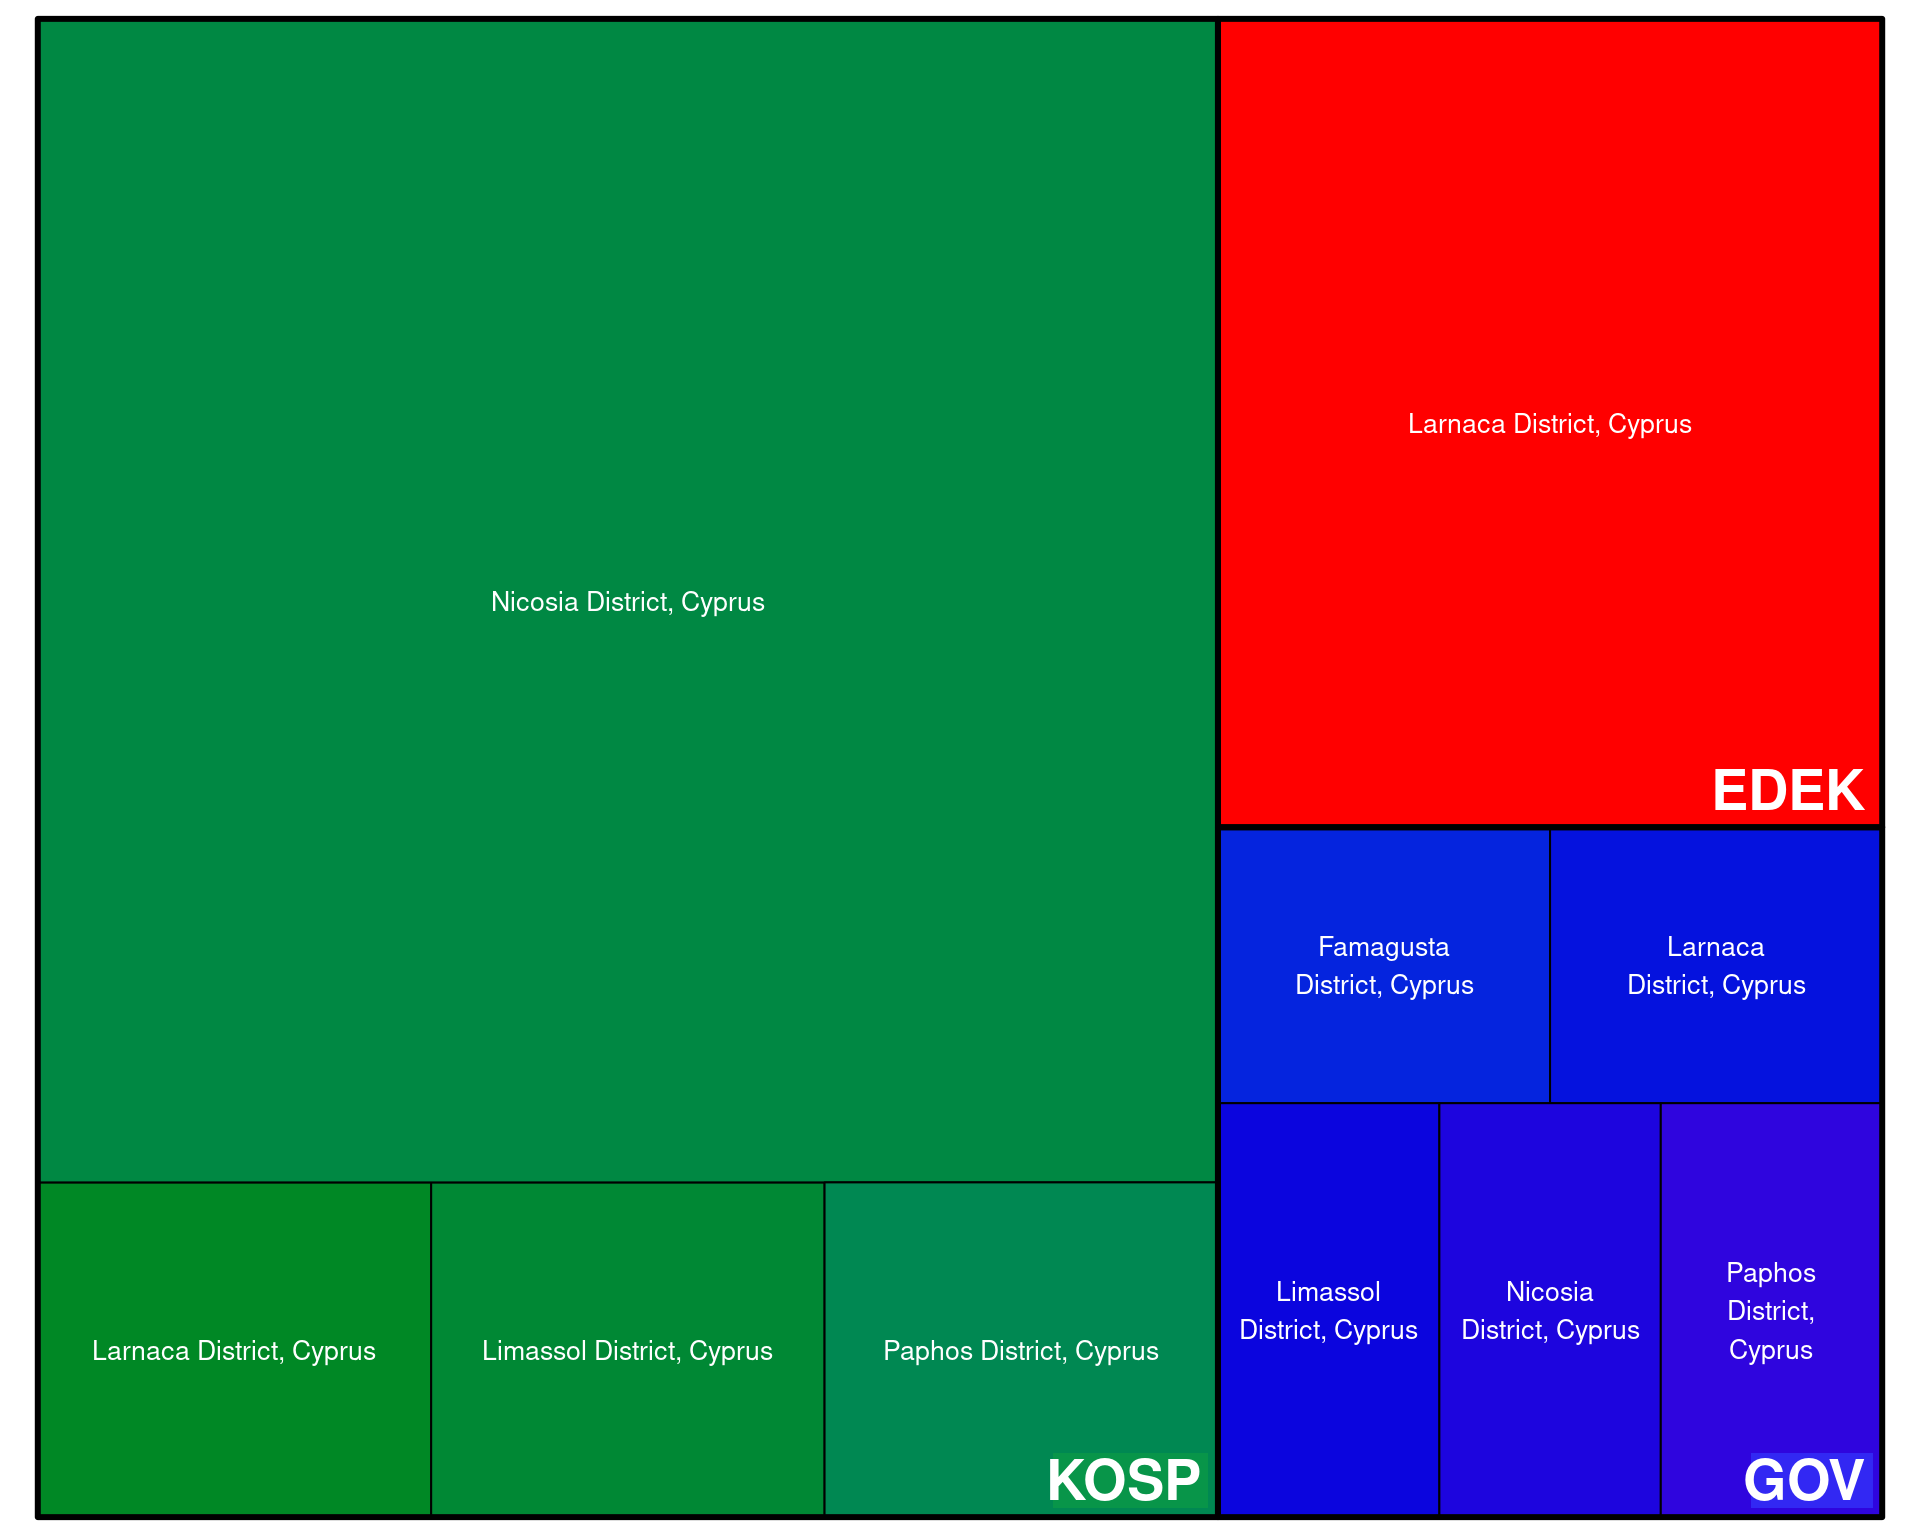 Nicosia District, Cyprus
Larnaca District, Cyprus
Limassol District, Cyprus
Paphos District, Cyprus
KOSP
Larnaca District, Cyprus
EDEK
Famagusta
District, Cyprus
Larnaca
District, Cyprus
Limassol
District, Cyprus
Nicosia
District, Cyprus
Paphos
District,
Cyprus
GOV